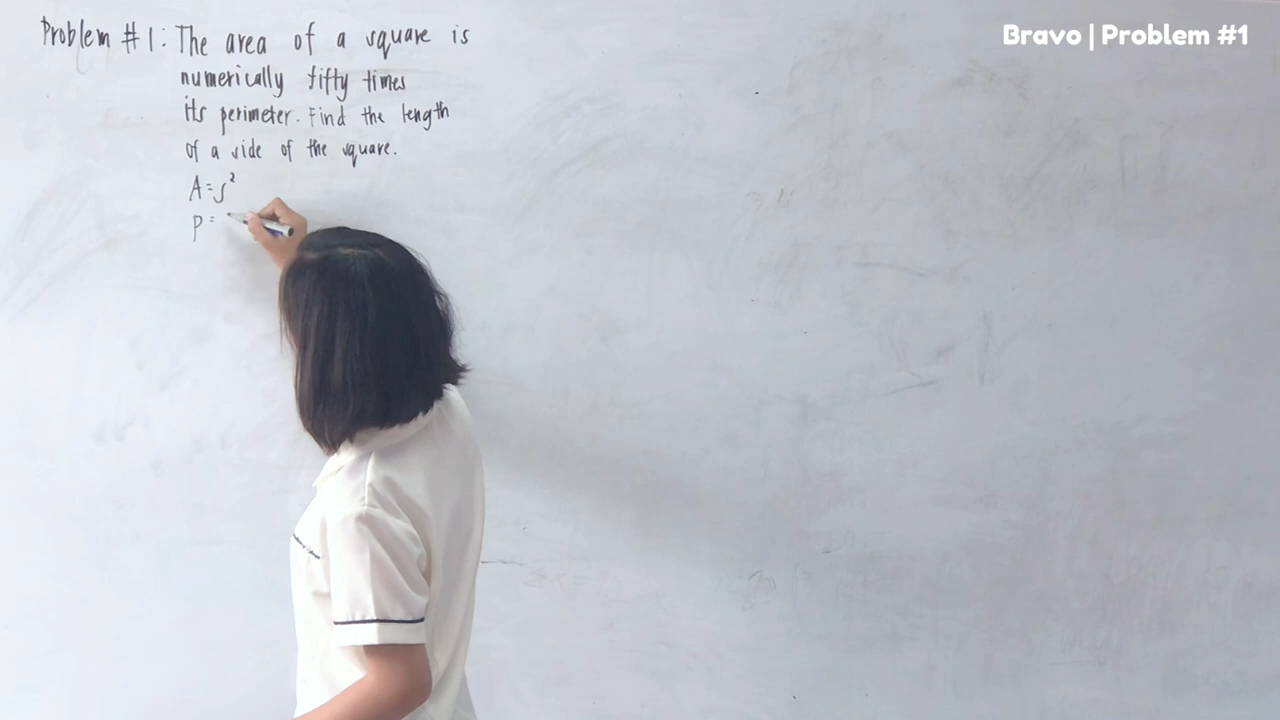 Bravo | Problem #1
Problem #1: The area of a square is
numerically fifty times
its perimeter. Find the length
of a side of the square.
A=s²
P=